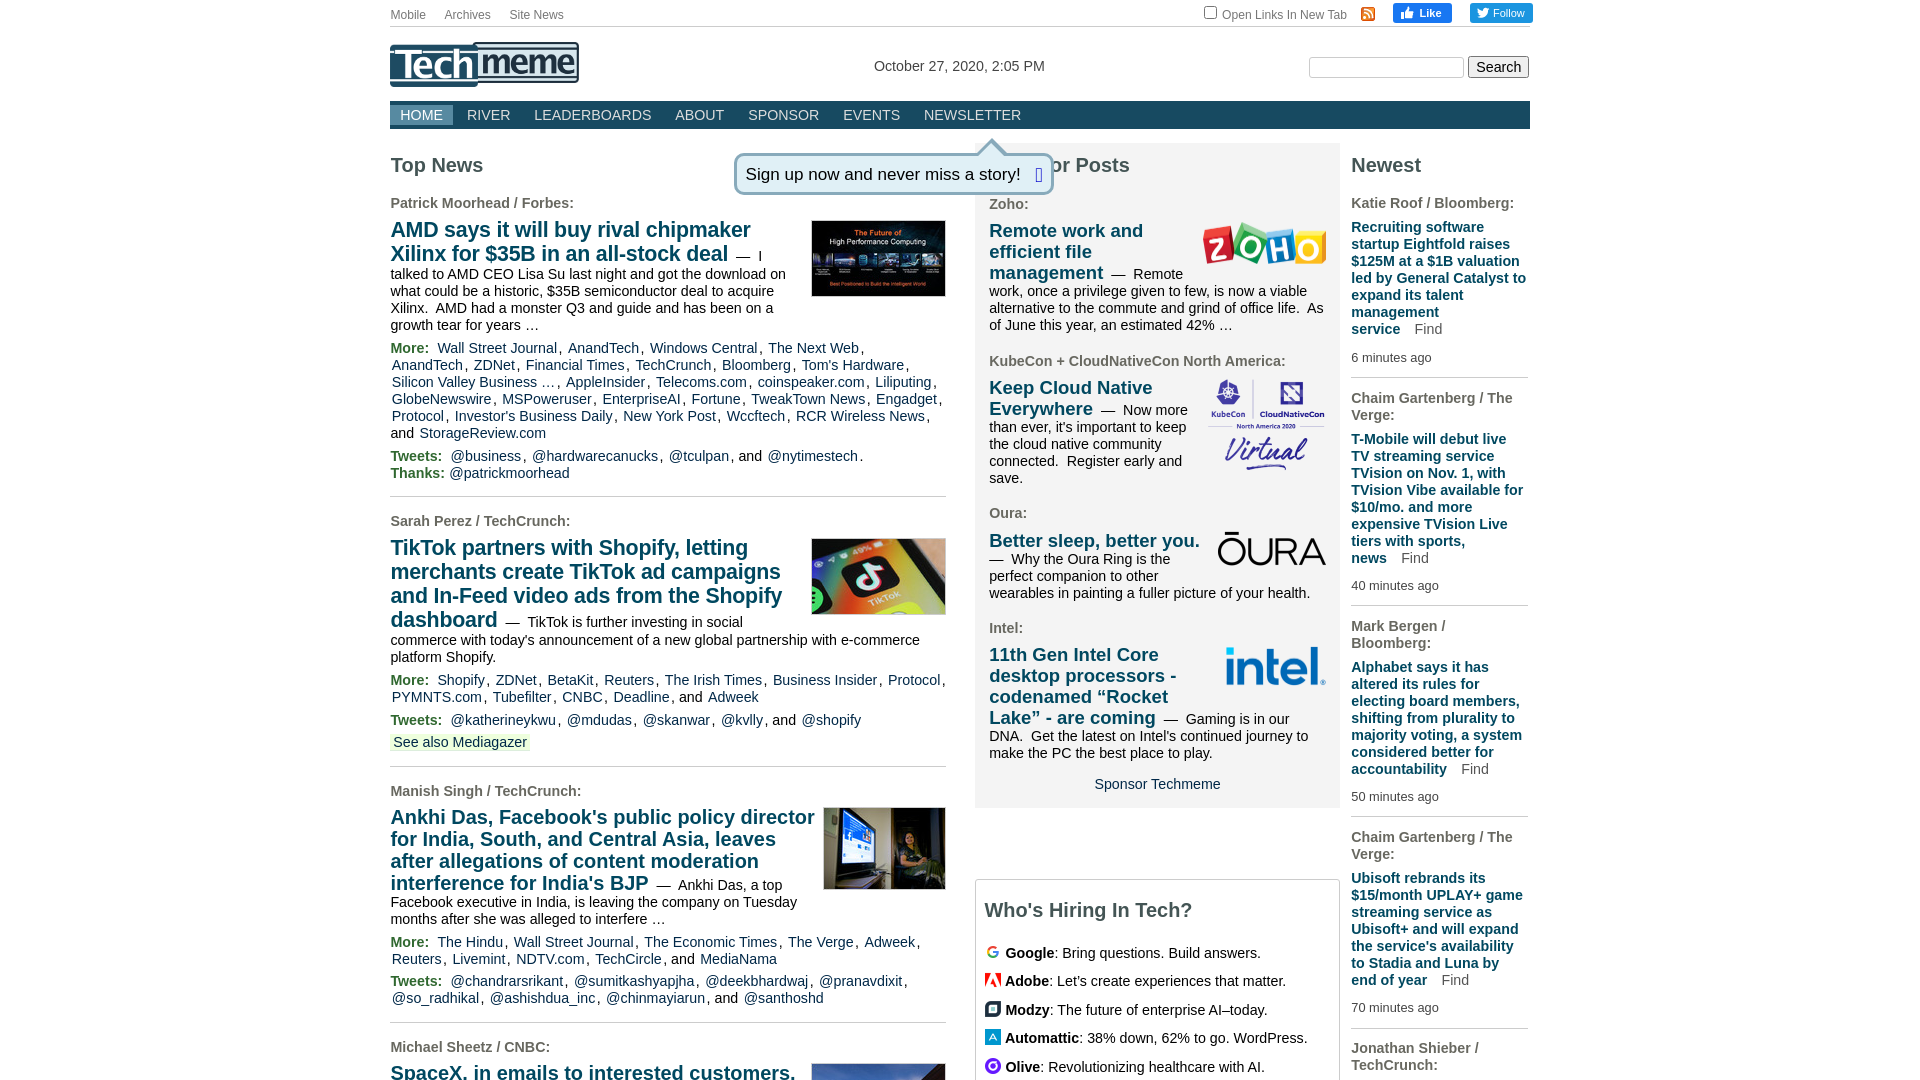 Mobile Archives Site News
Open Links In New Tab
Like
Follow
Techmeme
October 27, 2020, 2:05 PM
Search
HOME RIVER LEADERBOARDS ABOUT SPONSOR EVENTS NEWSLETTER
Sign up now and never miss a story!
Top News
Patrick Moorhead / Forbes:
AMD says it will buy rival chipmaker
Xilinx for $35B in an all-stock deal — I
talked to AMD CEO Lisa Su last night and got the download on
what could be a historic, $35B semiconductor deal to acquire
Xilinx. AMD had a monster Q3 and guide and has been on a
growth tear for years …
The Future of
High Performance Computing
Best Positioned to Build the Intelligent World
More: Wall Street Journal, AnandTech, Windows Central, The Next Web,
AnandTech, ZDNet, Financial Times, TechCrunch, Bloomberg, Tom's Hardware,
Silicon Valley Business …, AppleInsider, Telecoms.com, coinspeaker.com, Liliputing,
GlobeNewswire, MSPoweruser, EnterpriseAI, Fortune, TweakTown News, Engadget,
Protocol, Investor's Business Daily, New York Post, Wccftech, RCR Wireless News,
and StorageReview.com
Tweets: @business, @hardwarecanucks, @tculpan, and @nytimestech.
Thanks: @patrickmoorhead
Sarah Perez / TechCrunch:
TikTok partners with Shopify, letting
merchants create TikTok ad campaigns
and In-Feed video ads from the Shopify
dashboard — TikTok is further investing in social
commerce with today's announcement of a new global partnership with e-commerce
platform Shopify.
49%
TikTok
More: Shopify, ZDNet, BetaKit, Reuters, The Irish Times, Business Insider, Protocol,
PYMNTS.com, Tubefilter, CNBC, Deadline, and Adweek
Tweets: @katherineykwu, @mdudas, @skanwar, @kvlly, and @shopify
See also Mediagazer
Manish Singh / TechCrunch:
Ankhi Das, Facebook's public policy director
for India, South, and Central Asia, leaves
after allegations of content moderation
interference for India's BJP — Ankhi Das, a top
Facebook executive in India, is leaving the company on Tuesday
months after she was alleged to interfere …
More: The Hindu, Wall Street Journal, The Economic Times, The Verge, Adweek,
Reuters, Livemint, NDTV.com, TechCircle, and MediaNama
Tweets: @chandrarsrikant, @sumitkashyapjha, @deekbhardwaj, @pranavdixit,
@so_radhikal, @ashishdua_inc, @chinmayiarun, and @santhoshd
Michael Sheetz / CNBC:
SpaceX, in emails to interested customers,
or Posts
Zoho:
Remote work and
efficient file
management — Remote
work, once a privilege given to few, is now a viable
alternative to the commute and grind of office life. As
of June this year, an estimated 42% …
ZOHO
KubeCon + CloudNativeCon North America:
Keep Cloud Native
Everywhere — Now more
than ever, it's important to keep
the cloud native community
connected. Register early and
save.
KubeCon CloudNativeCon
North America 2020
Virtual
Oura:
Better sleep, better you.
— Why the Oura Ring is the
perfect companion to other
wearables in painting a fuller picture of your health.
ŌURA
Intel:
11th Gen Intel Core
desktop processors -
codenamed “Rocket
Lake” - are coming — Gaming is in our
DNA. Get the latest on Intel's continued journey to
make the PC the best place to play.
intel.
Sponsor Techmeme
Who's Hiring In Tech?
Google: Bring questions. Build answers.
Adobe: Let’s create experiences that matter.
Modzy: The future of enterprise AI–today.
Automattic: 38% down, 62% to go. WordPress.
Olive: Revolutionizing healthcare with AI.
Newest
Katie Roof / Bloomberg:
Recruiting software
startup Eightfold raises
$125M at a $1B valuation
led by General Catalyst to
expand its talent
management
service Find
6 minutes ago
Chaim Gartenberg / The
Verge:
T-Mobile will debut live
TV streaming service
TVision on Nov. 1, with
TVision Vibe available for
$10/mo. and more
expensive TVision Live
tiers with sports,
news Find
40 minutes ago
Mark Bergen /
Bloomberg:
Alphabet says it has
altered its rules for
electing board members,
shifting from plurality to
majority voting, a system
considered better for
accountability Find
50 minutes ago
Chaim Gartenberg / The
Verge:
Ubisoft rebrands its
$15/month UPLAY+ game
streaming service as
Ubisoft+ and will expand
the service's availability
to Stadia and Luna by
end of year Find
70 minutes ago
Jonathan Shieber /
TechCrunch: